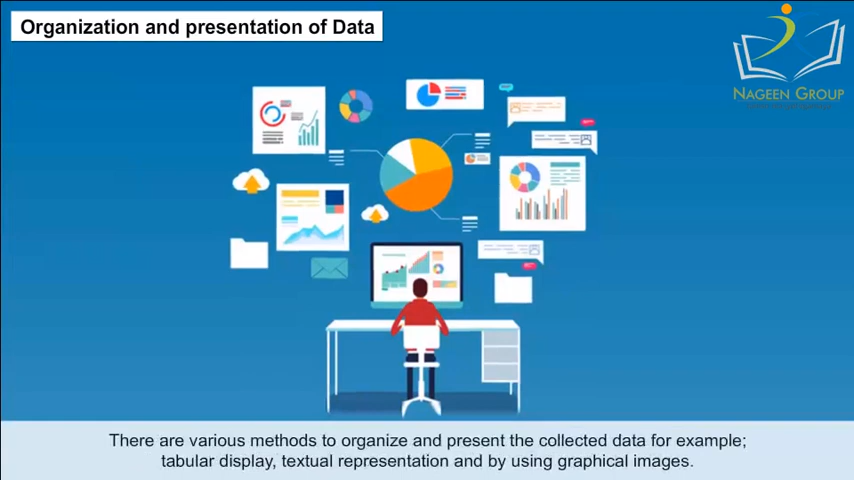 Organization and presentation of Data
NAGEEN GROUP
There are various methods to organize and present the collected data for example;
tabular display, textual representation and by using graphical images.